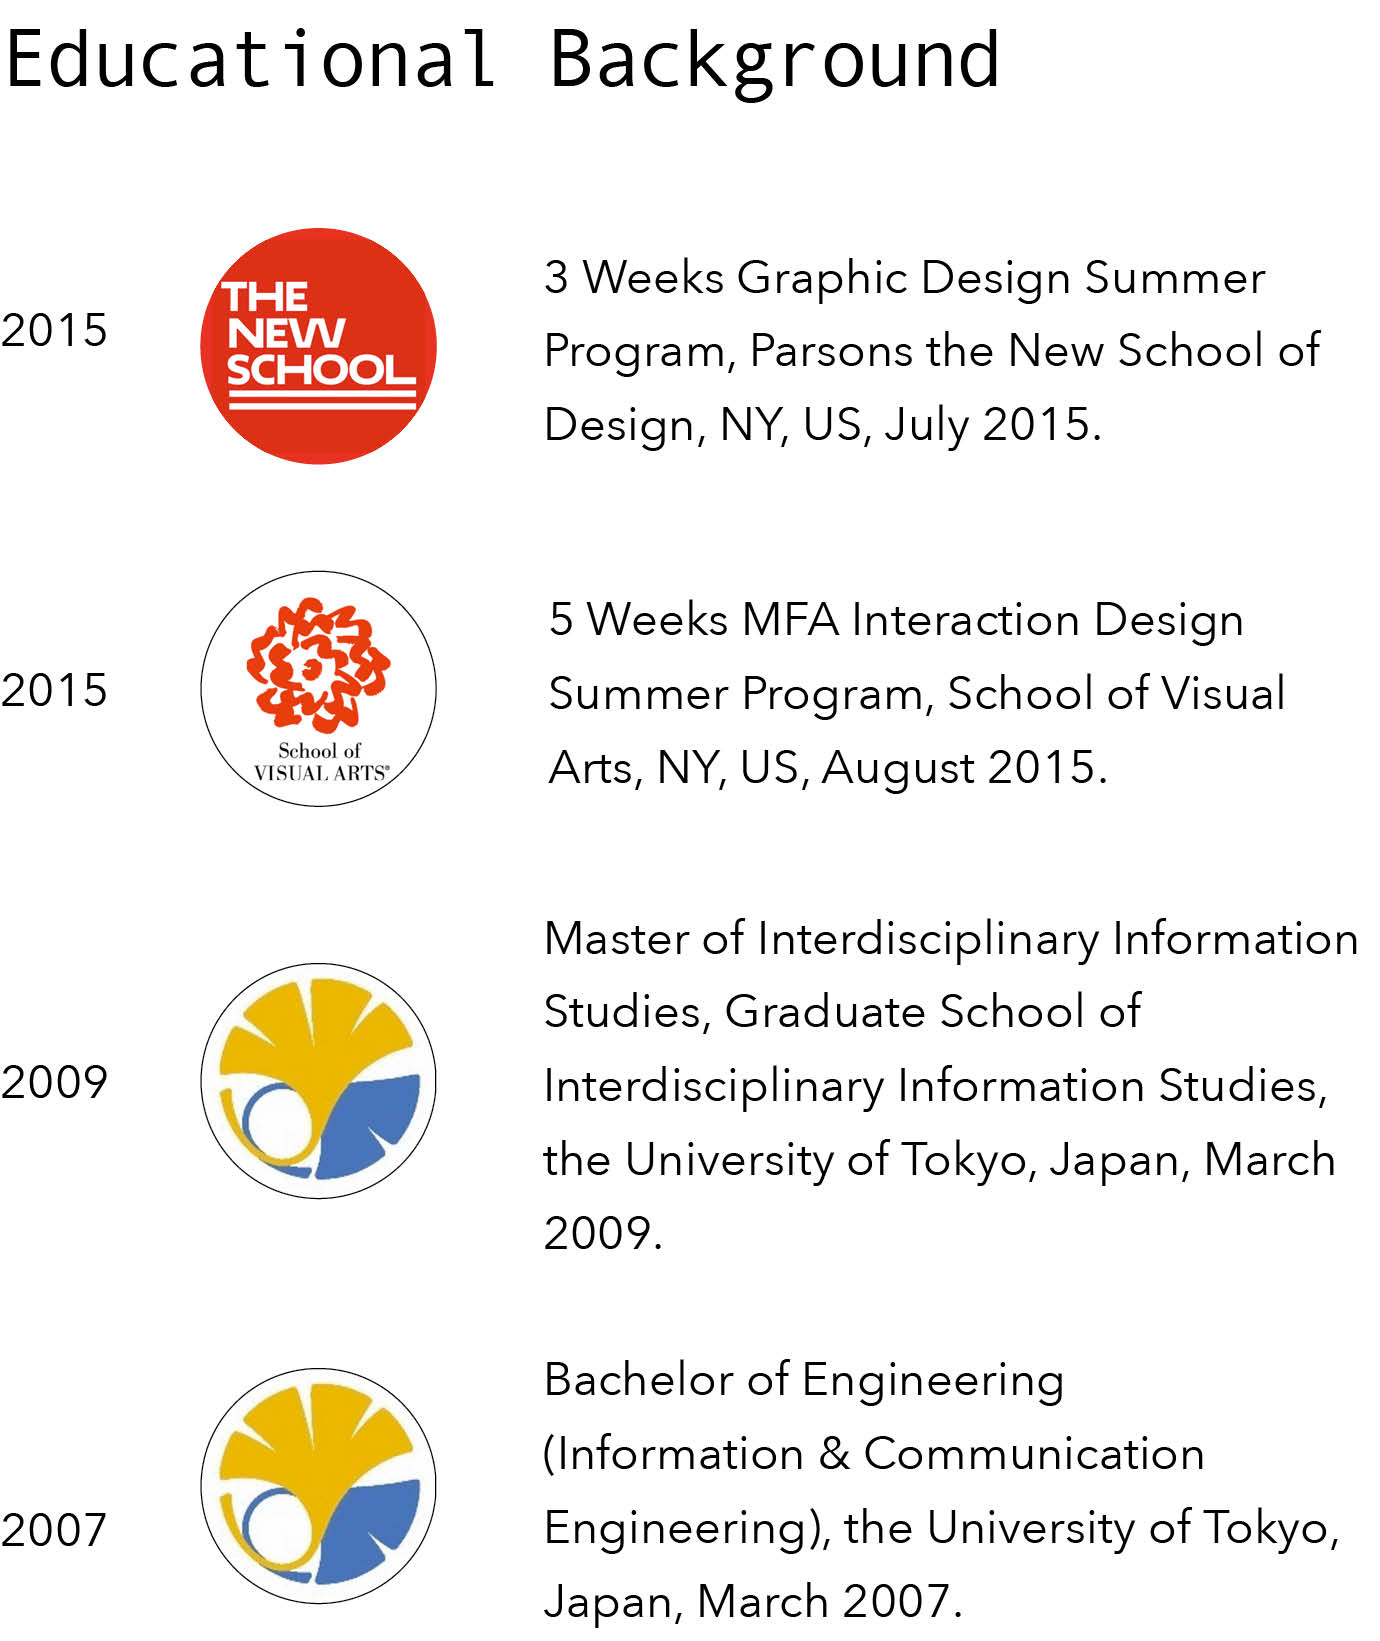 Educational Background
2015
THE
NEW
SCHOOL
3 Weeks Graphic Design Summer
Program, Parsons the New School of
Design, NY, US, July 2015.
2015
School of
VISUAL ARTS®
5 Weeks MFA Interaction Design
Summer Program, School of Visual
Arts, NY, US, August 2015.
2009
Master of Interdisciplinary Information
Studies, Graduate School of
Interdisciplinary Information Studies,
the University of Tokyo, Japan, March
2009.
2007
Bachelor of Engineering
(Information & Communication
Engineering), the University of Tokyo,
Japan, March 2007.